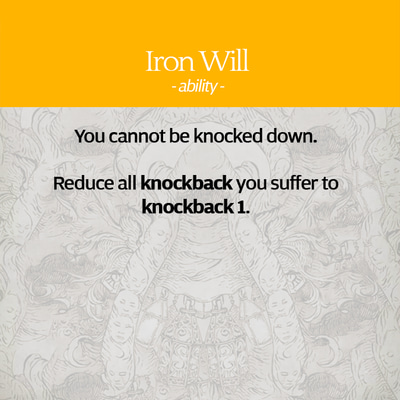 Iron Will
- ability -
You cannot be knocked down.
Reduce all knockback you suffer to
knockback 1.